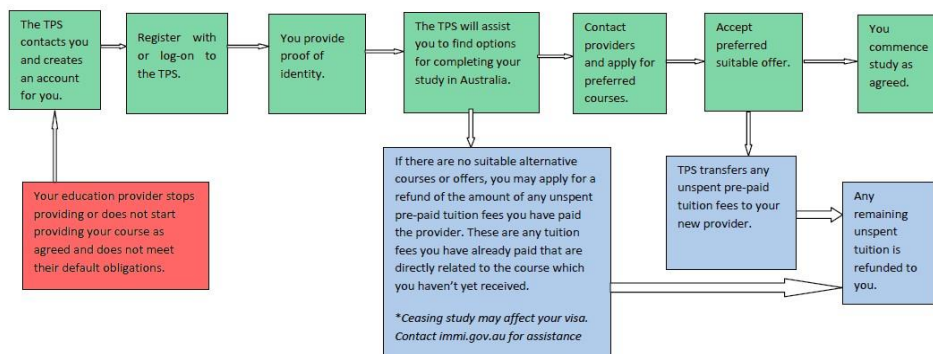 The TPS
contacts you
and creates
an account
for you.
Register with
or log-on to
the TPS.
You provide
proof of
identity.
The TPS will assist
you to find options
for completing your
study in Australia.
Contact
providers
and apply for
preferred
courses.
Accept
preferred
suitable offer.
You
commence
study as
agreed.
Your education provider stops
providing or does not start
providing your course as
agreed and does not meet
their default obligations.
If there are no suitable alternative
courses or offers, you may apply for a
refund of the amount of any unspent
pre-paid tuition fees you have paid
the provider. These are any tuition
fees you have already paid that are
directly related to the course which
you haven't yet received.
*Ceasing study may affect your visa.
Contact immi.gov.au for assistance
TPS transfers any
unspent pre-paid
tuition fees to your
new provider.
Any
remaining
unspent
tuition is
refunded to
you.